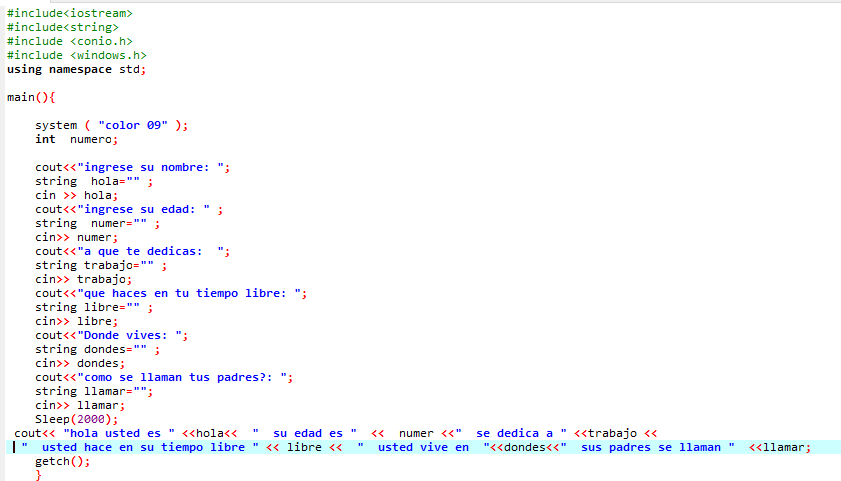 #include<iostream>
#include<string>
#include <conio.h>
#include <windows.h>
using namespace std;
main(){
system ( "color 09" );
int  numero;
cout<<"ingrese su nombre: ";
string  hola="" ;
cin >> hola;
cout<<"ingrese su edad: " ;
string  numer="" ;
cin>> numer;
cout<<"a que te dedicas:  ";
string trabajo="" ;
cin>> trabajo;
cout<<"que haces en tu tiempo libre: ";
string libre="" ;
cin>> libre;
cout<<"Donde vives: ";
string dondes="" ;
cin>> dondes;
cout<<"como se llaman tus padres?: ";
string llamar="";
cin>> llamar;
Sleep(2000);
cout<< "hola usted es " <<hola<<  "  su edad es "  <<  numer <<"  se dedica a " <<trabajo <<
"  usted hace en su tiempo libre " << libre <<  "  usted vive en  "<<dondes<<"  sus padres se llaman "  <<llamar;
getch();
}